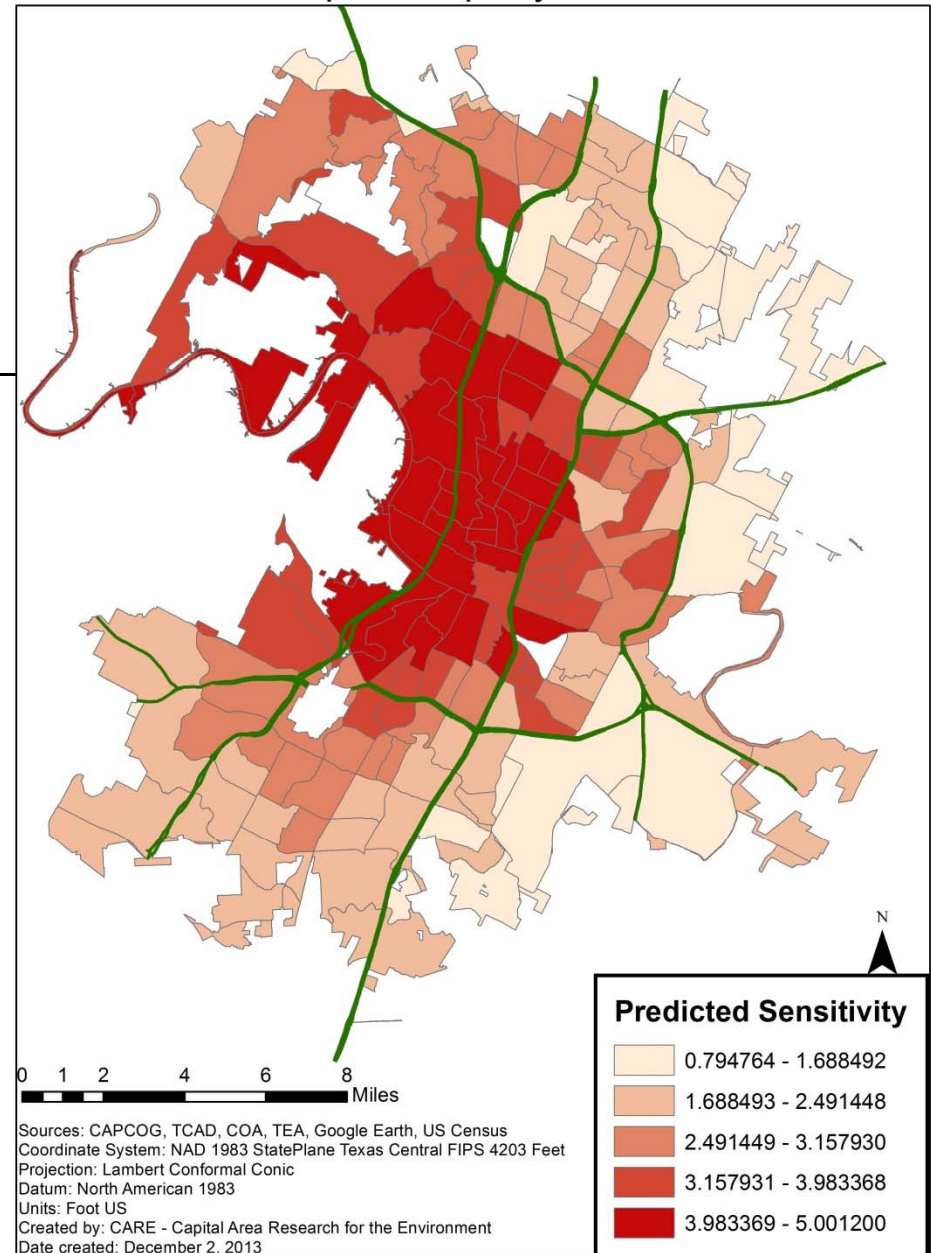 N
Predicted Sensitivity
0.794764 - 1.688492
1.688493 - 2.491448
2.491449 - 3.157930
3.157931 - 3.983368
3.983369 - 5.001200
0 1 2 4 6 8
Miles
Sources: CAPCOG, TCAD, COA, TEA, Google Earth, US Census
Coordinate System: NAD 1983 StatePlane Texas Central FIPS 4203 Feet
Projection: Lambert Conformal Conic
Datum: North American 1983
Units: Foot US
Created by: CARE - Capital Area Research for the Environment
Date created: December 2, 2013